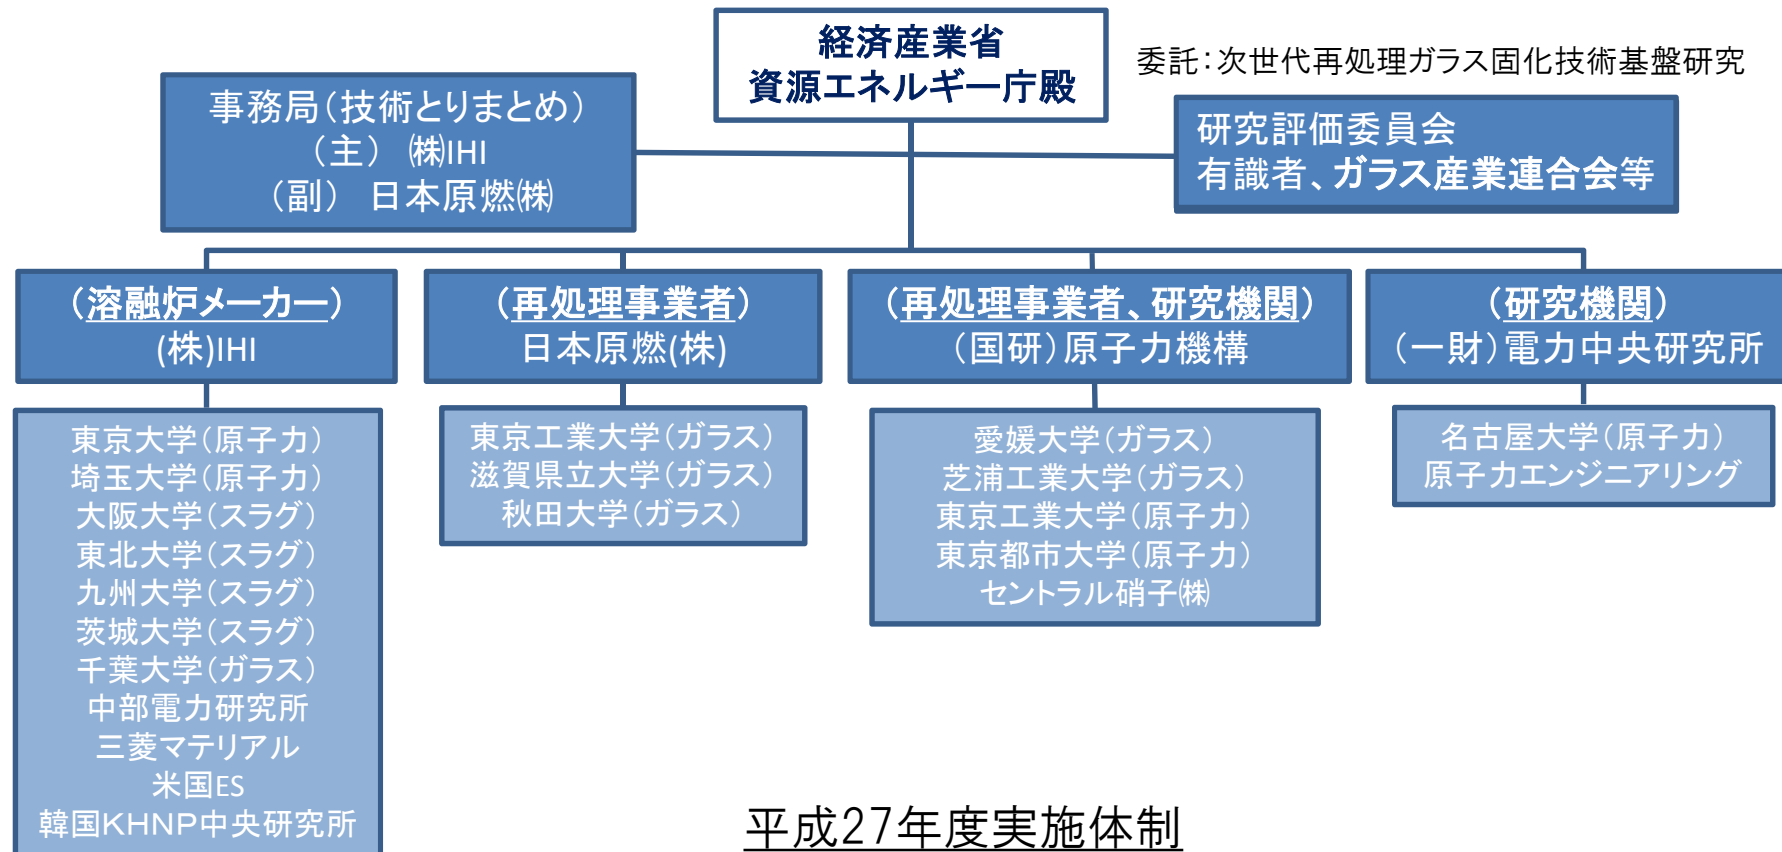 経済産業省
資源エネルギー庁殿
委託：次世代再処理ガラス固化技術基盤研究
事務局（技術とりまとめ）
（主） ㈱IHI
（副） 日本原燃㈱
研究評価委員会
有識者、ガラス産業連合会等
（溶融炉メーカー）
(株)IHI
（再処理事業者）
日本原燃(株)
（再処理事業者、研究機関）
（国研）原子力機構
（研究機関）
（一財）電力中央研究所
東京大学（原子力）
埼玉大学（原子力）
大阪大学（スラグ）
東北大学（スラグ）
九州大学（スラグ）
茨城大学（スラグ）
千葉大学（ガラス）
中部電力研究所
三菱マテリアル
米国ES
韓国KHNP中央研究所
東京工業大学（ガラス）
滋賀県立大学（ガラス）
秋田大学（ガラス）
愛媛大学（ガラス）
芝浦工業大学（ガラス）
東京工業大学（原子力）
東京都市大学（原子力）
セントラル硝子㈱
名古屋大学（原子力）
原子力エンジニアリング
平成27年度実施体制